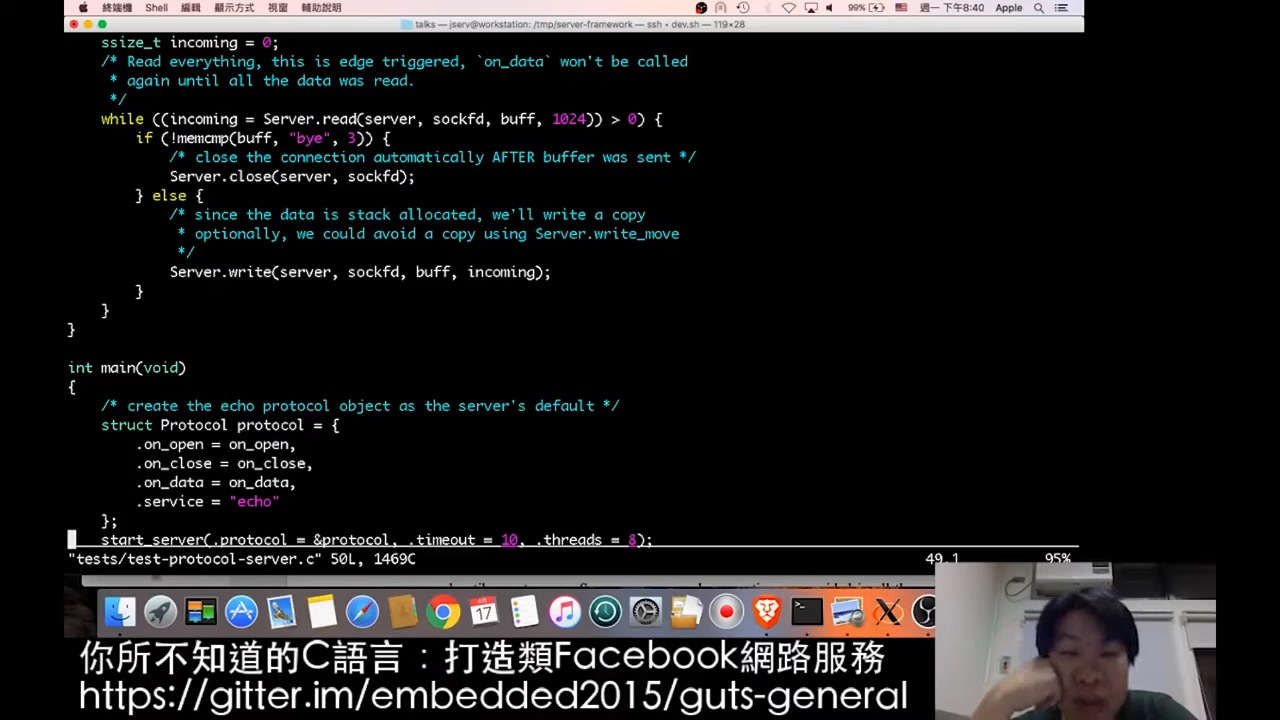 終端機 Shell 編輯 顯示方式 視窗 輔助說明 99% 週一 下午8:40 Apple
talks — jserv@workstation: /tmp/server-framework — ssh • dev.sh — 119×28
ssize_t incoming = 0;
/* Read everything, this is edge triggered, `on_data` won't be called
* again until all the data was read.
*/
while ((incoming = Server.read(server, sockfd, buff, 1024)) > 0) {
if (!memcmp(buff, "bye", 3)) {
/* close the connection automatically AFTER buffer was sent */
Server.close(server, sockfd);
} else {
/* since the data is stack allocated, we'll write a copy
* optionally, we could avoid a copy using Server.write_move
*/
Server.write(server, sockfd, buff, incoming);
}
}
}
int main(void)
{
/* create the echo protocol object as the server's default */
struct Protocol protocol = {
.on_open = on_open,
.on_close = on_close,
.on_data = on_data,
.service = "echo"
};
start_server(.protocol = &protocol, .timeout = 10, .threads = 8);
"tests/test-protocol-server.c" 50L, 1469C 49,1 95%
17
你所不知道的C語言：打造類Facebook網路服務
https://gitter.im/embedded2015/guts-general